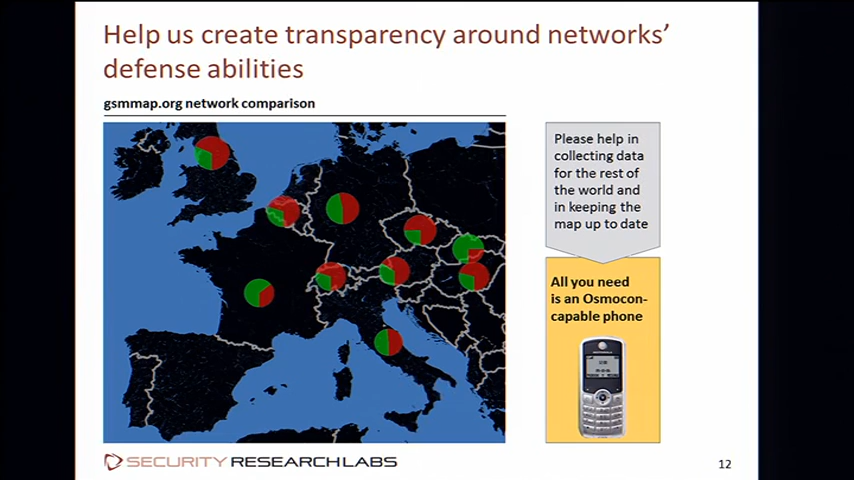 Help us create transparency around networks’
defense abilities
gsmmap.org network comparison
Please help in
collecting data
for the rest of
the world and
in keeping the
map up to date
All you need
is an Osmocon-
capable phone
SECURITY RESEARCH LABS
12